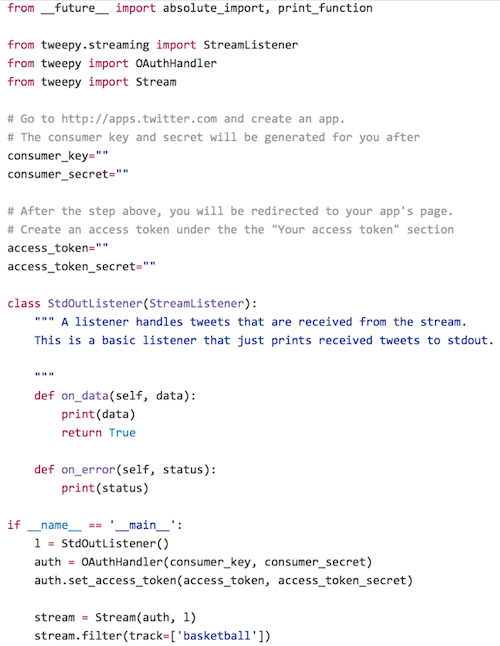 from __future__ import absolute_import, print_function

from tweepy.streaming import StreamListener
from tweepy import OAuthHandler
from tweepy import Stream

# Go to http://apps.twitter.com and create an app.
# The consumer key and secret will be generated for you after
consumer_key=""
consumer_secret=""

# After the step above, you will be redirected to your app's page.
# Create an access token under the the "Your access token" section
access_token=""
access_token_secret=""

class StdOutListener(StreamListener):
    """ A listener handles tweets that are received from the stream.
    This is a basic listener that just prints received tweets to stdout.

    """
    def on_data(self, data):
        print(data)
        return True

    def on_error(self, status):
        print(status)

if __name__ == '__main__':
    l = StdOutListener()
    auth = OAuthHandler(consumer_key, consumer_secret)
    auth.set_access_token(access_token, access_token_secret)

    stream = Stream(auth, l)
    stream.filter(track=['basketball'])